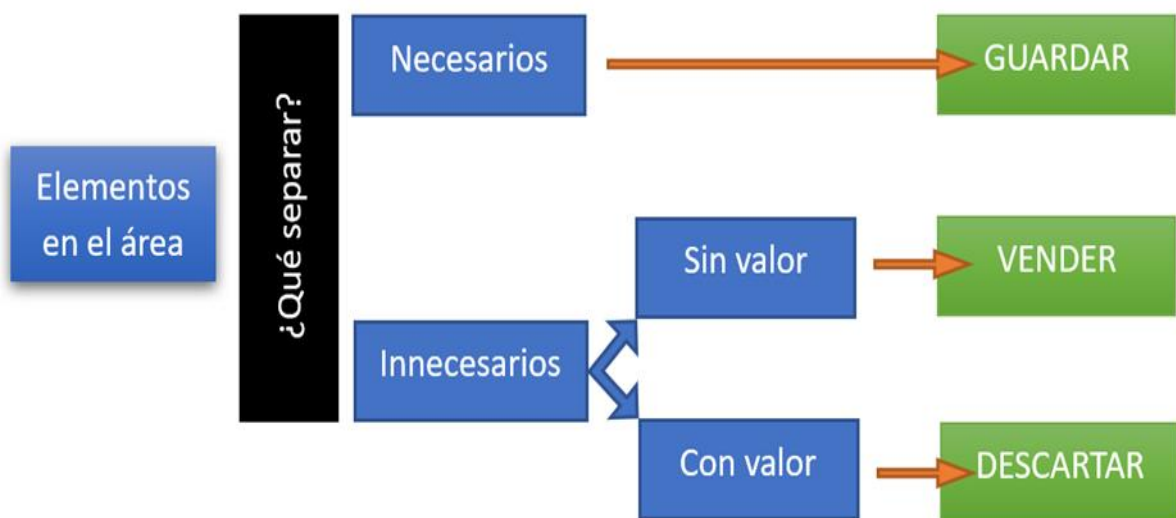 Elementos
en el área
¿Qué separar?
Necesarios
GUARDAR
Innecesarios
Sin valor
VENDER
Con valor
DESCARTAR